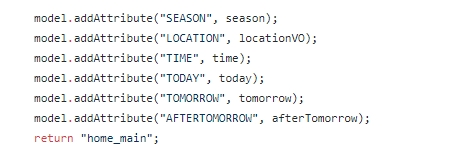 model.addAttribute("SEASON", season);
model.addAttribute("LOCATION", locationVO);
model.addAttribute("TIME", time);
model.addAttribute("TODAY", today);
model.addAttribute("TOMORROW", tomorrow);
model.addAttribute("AFTERTOMORROW", afterTomorrow);
return "home_main";